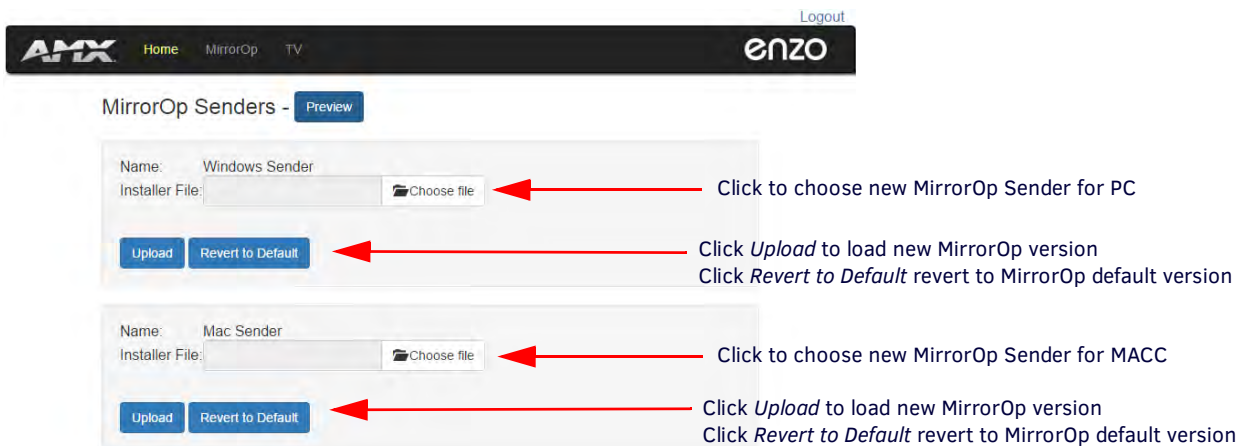 Logout
AMX Home MirrorOp TV enzo
MirrorOp Senders - Preview
Name: Windows Sender
Installer File: Choose file
Click to choose new MirrorOp Sender for PC
Upload Revert to Default
Click Upload to load new MirrorOp version
Click Revert to Default revert to MirrorOp default version
Name: Mac Sender
Installer File: Choose file
Click to choose new MirrorOp Sender for MACC
Upload Revert to Default
Click Upload to load new MirrorOp version
Click Revert to Default revert to MirrorOp default version